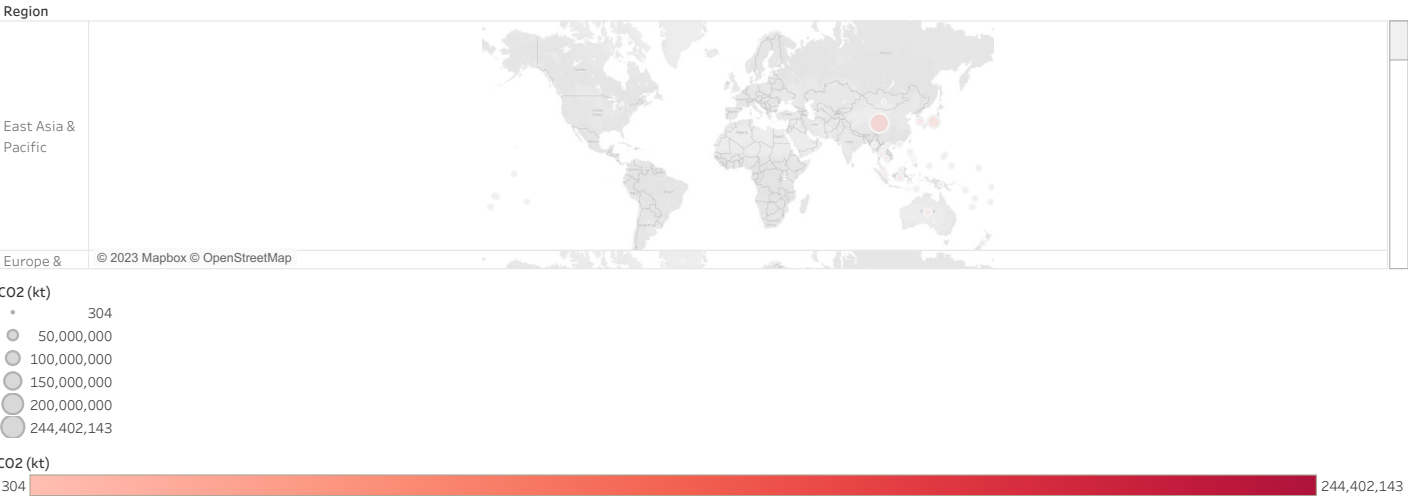 Region
East Asia &
Pacific
Europe &
© 2023 Mapbox © OpenStreetMap
CO2 (kt)
304
50,000,000
100,000,000
150,000,000
200,000,000
244,402,143
CO2 (kt)
304
244,402,143